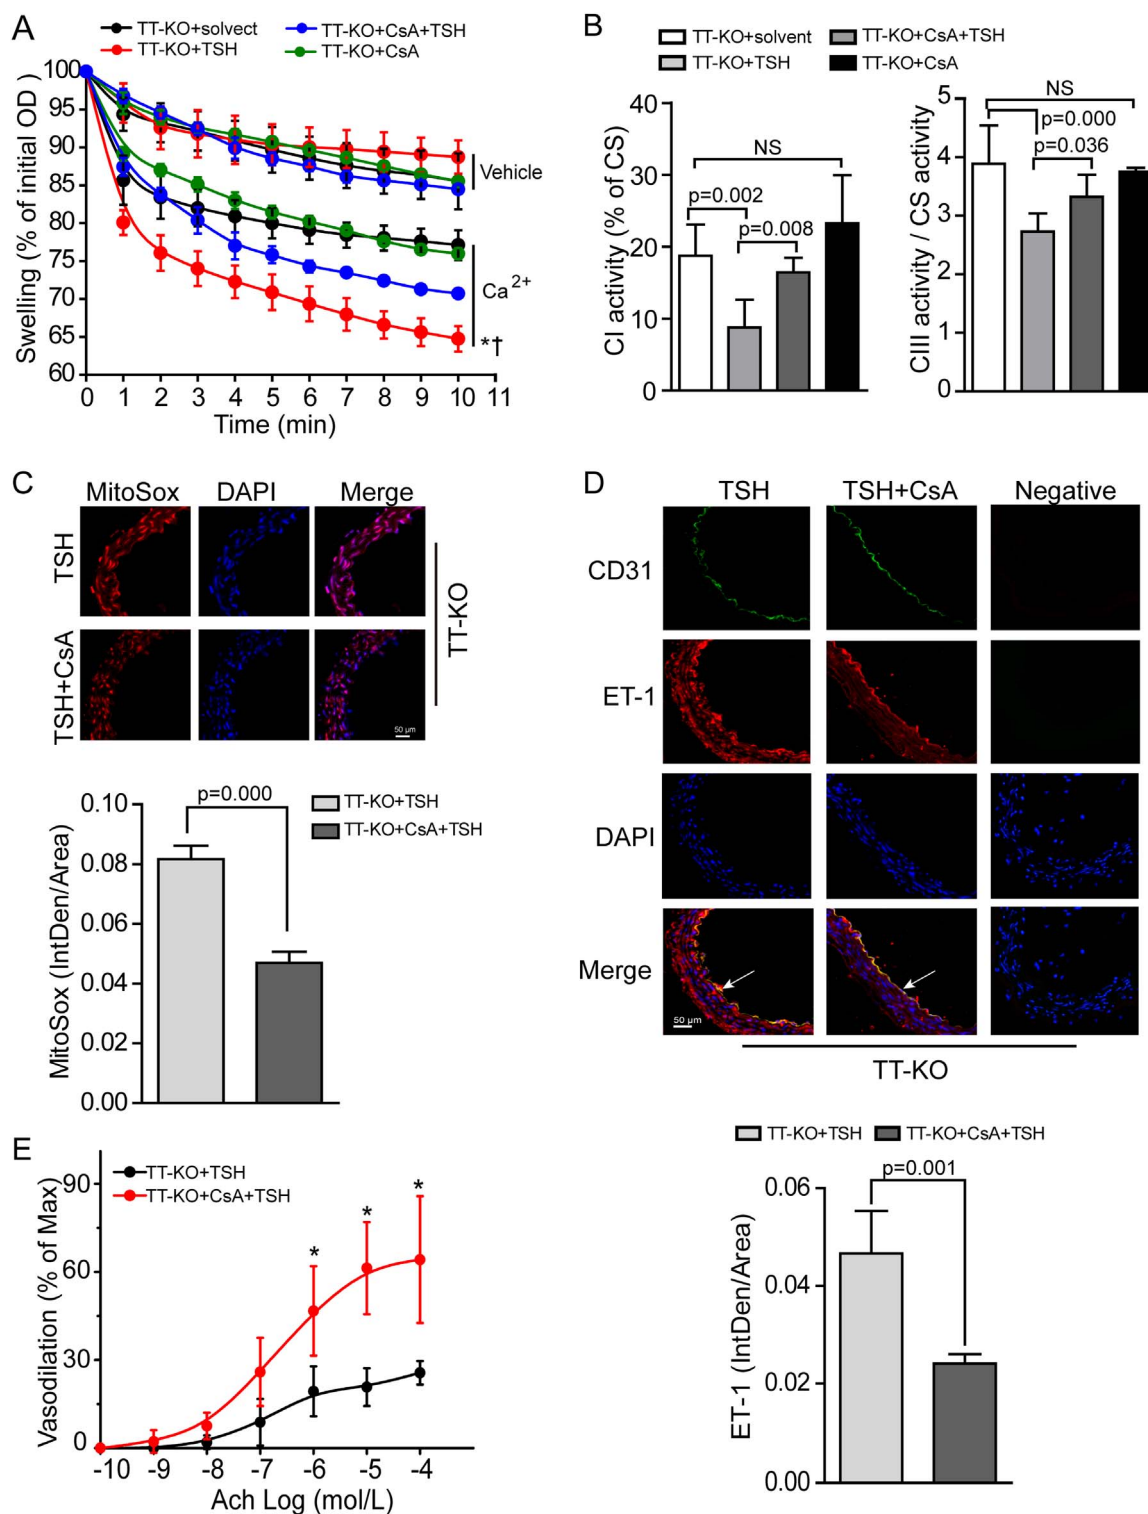 A
TT-KO+solvect
TT-KO+CsA+TSH
TT-KO+TSH
TT-KO+CsA
Swelling (% of initial OD )
100
95
90
85
80
75
70
65
60
Vehicle
Ca2+
*†
0 1 2 3 4 5 6 7 8 9 10 11
Time (min)
B
TT-KO+solvent
TT-KO+CsA+TSH
TT-KO+TSH
TT-KO+CsA
CI activity (% of CS)
40
30
20
10
0
NS
p=0.002
p=0.008
CIII activity / CS activity
5
4
3
2
1
0
NS
p=0.000
p=0.036
C
MitoSox DAPI Merge
TSH
TSH+CsA
TT-KO
50 µm
MitoSox (IntDen/Area)
0.10
0.08
0.06
0.04
0.02
0.00
p=0.000
TT-KO+TSH
TT-KO+CsA+TSH
D
TSH TSH+CsA Negative
CD31
ET-1
DAPI
Merge
50 µm
TT-KO
TT-KO+TSH
TT-KO+CsA+TSH
ET-1 (IntDen/Area)
0.06
0.04
0.02
0.00
p=0.001
E
TT-KO+TSH
TT-KO+CsA+TSH
Vasodilation (% of Max)
90
60
30
0
* * *
-10 -9 -8 -7 -6 -5 -4
Ach Log (mol/L)